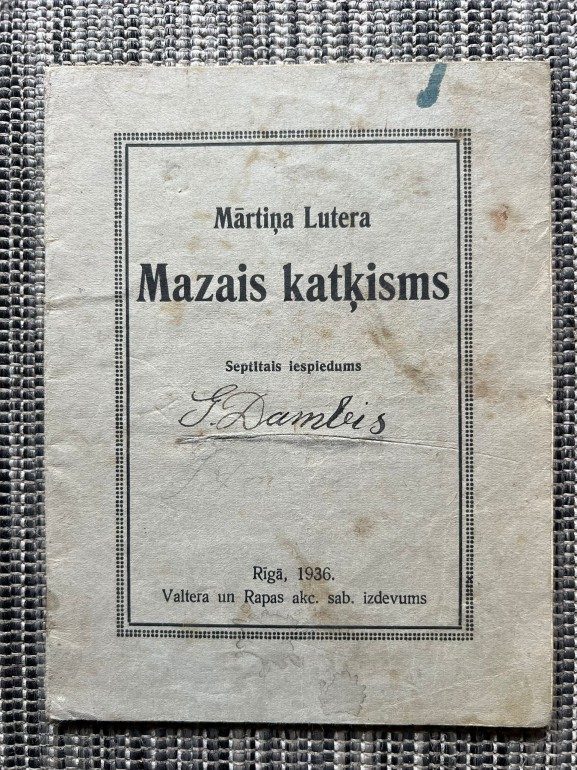 Mārtiņa Lutera
Mazais katķisms
Septītais iespiedums
G. Dambis
Rīgā, 1936.
Valtera un Rapas akc. sab. izdevums